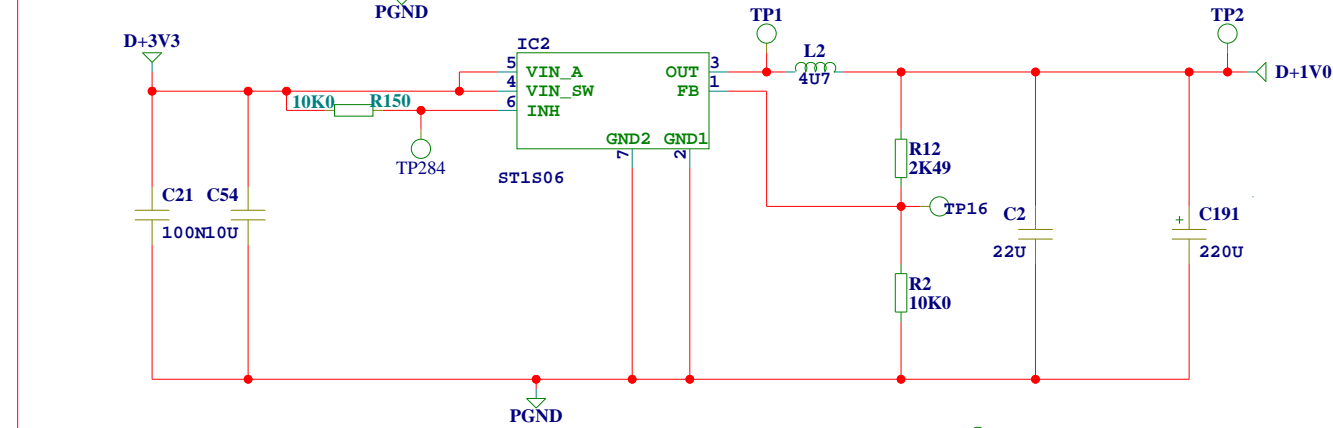 PGND
TP1
TP2
D+3V3
IC2
L2
4U7
D+1V0
5
VIN_A
OUT
3
4
VIN_SW
FB
1
10K0
R150
6
INH
GND2
GND1
7
2
TP284
ST1S06
R12
2K49
TP16
C21
C54
100N
10U
C2
22U
+
C191
220U
R2
10K0
PGND